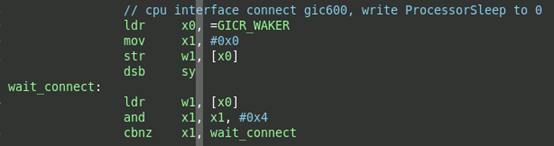 // cpu interface connect gic600, write ProcessorSleep to 0
ldr x0, =GICR_WAKER
mov x1, #0x0
str w1, [x0]
dsb sy
wait_connect:
ldr w1, [x0]
and x1, x1, #0x4
cbnz x1, wait_connect